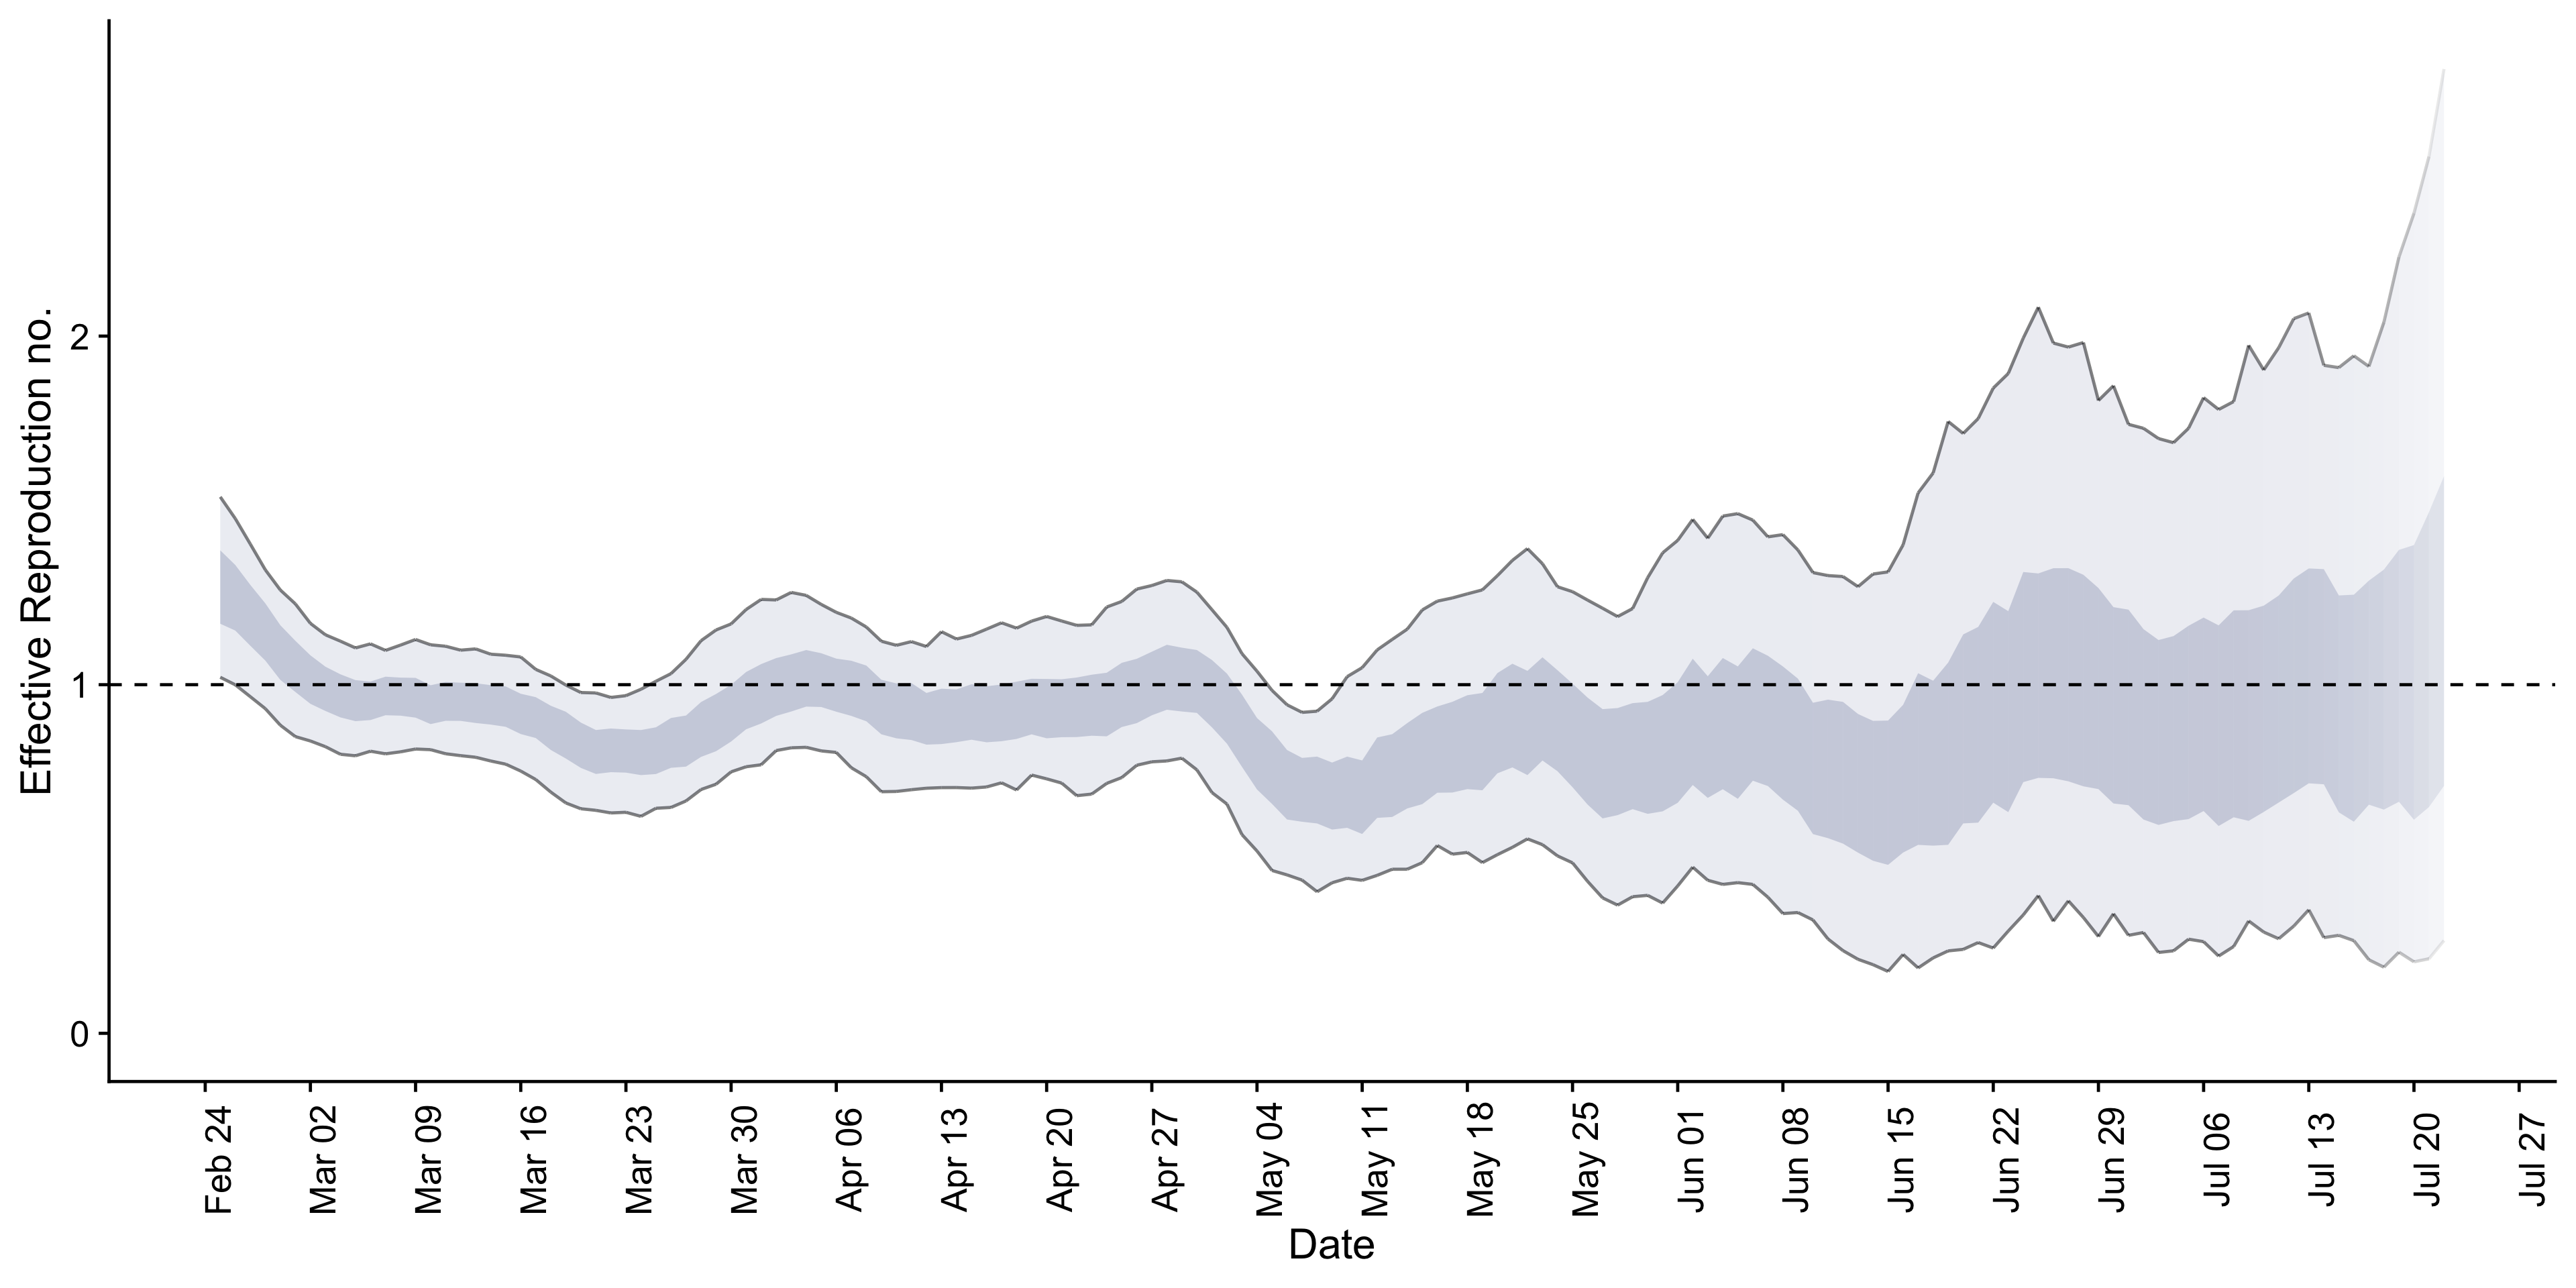 Effective Reproduction no.
2
1
0
Feb 24
Mar 02
Mar 09
Mar 16
Mar 23
Mar 30
Apr 06
Apr 13
Apr 20
Apr 27
May 04
May 11
May 18
May 25
Jun 01
Jun 08
Jun 15
Jun 22
Jun 29
Jul 06
Jul 13
Jul 20
Jul 27
Date